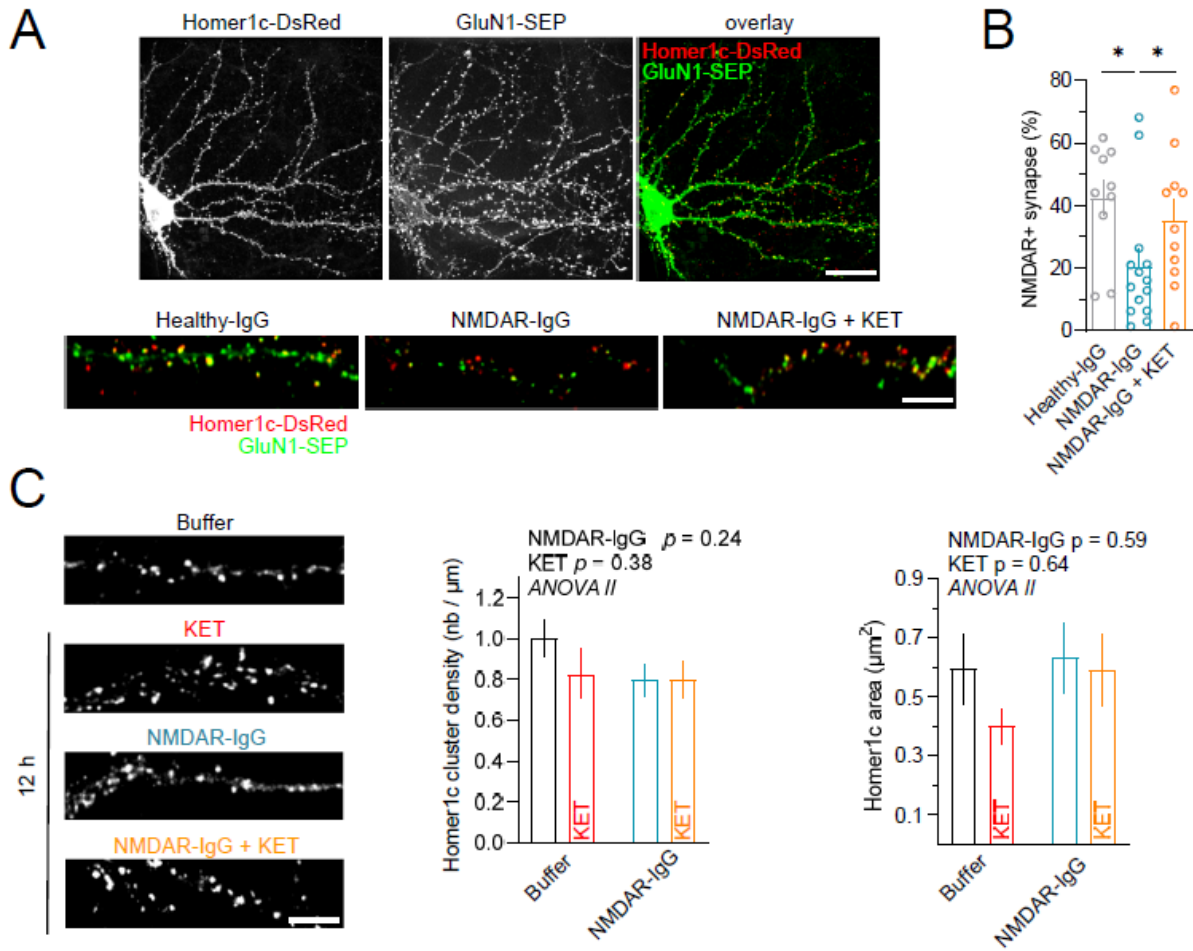 A
Homer1c-DsRed
GluN1-SEP
overlay
Homer1c-DsRed
GluN1-SEP
Healthy-IgG
NMDAR-IgG
NMDAR-IgG + KET
Homer1c-DsRed
GluN1-SEP
B
* *
NMDAR+ synapse (%)
80
60
40
20
0
Healthy-IgG
NMDAR-IgG
NMDAR-IgG + KET
C
Buffer
KET
NMDAR-IgG
NMDAR-IgG + KET
12 h
NMDAR-IgG p = 0.24
KET p = 0.38
ANOVA II
Homer1c cluster density (nb / µm)
1.2
1.0
0.8
0.6
0.4
0.2
0.0
KET
KET
Buffer
NMDAR-IgG
NMDAR-IgG p = 0.59
KET p = 0.64
ANOVA II
Homer1c area (µm²)
0.9
0.7
0.5
0.3
0.1
KET
KET
Buffer
NMDAR-IgG